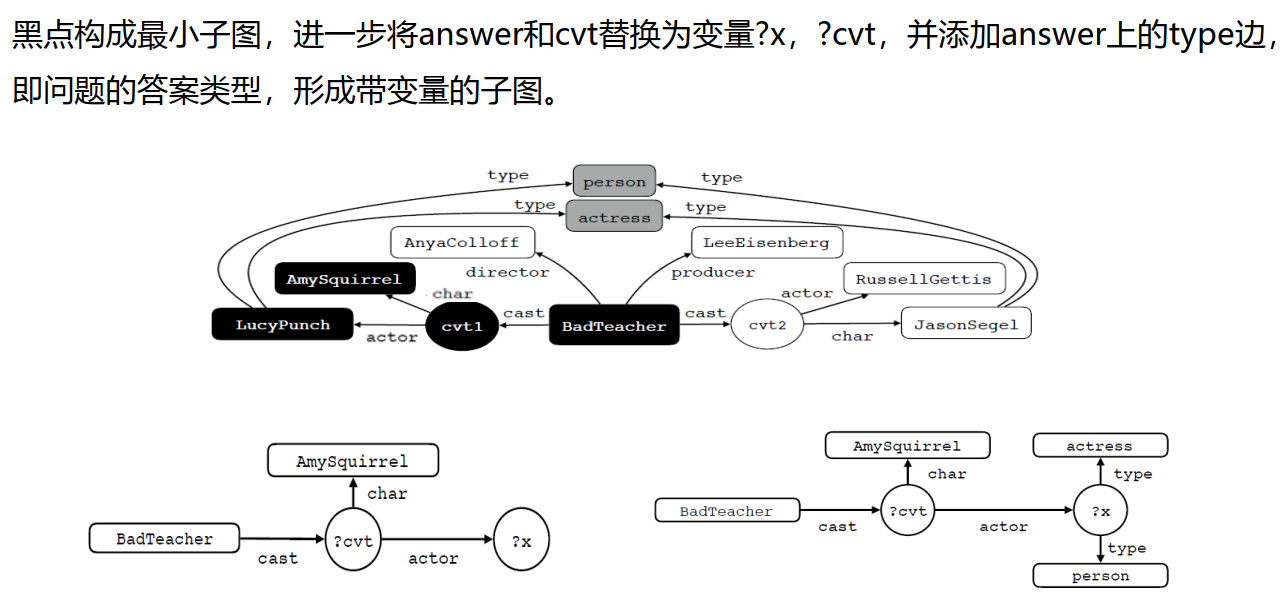 黑点构成最小子图，进一步将answer和cvt替换为变量?x，?cvt，并添加answer上的type边，
即问题的答案类型，形成带变量的子图。
type
person
type
type
actress
type
AnyaColloff
LeeEisenberg
director
producer
AmySquirrel
RussellGettis
char
actor
LucyPunch
cvt1
cast
BadTeacher
cast
cvt2
JasonSegel
actor
char
AmySquirrel
char
BadTeacher
?cvt
?x
cast
actor
AmySquirrel
actress
char
type
BadTeacher
?cvt
?x
cast
actor
type
person